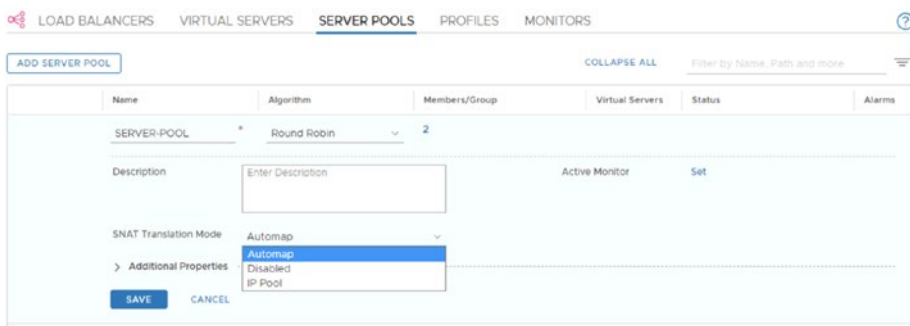 LOAD BALANCERS VIRTUAL SERVERS SERVER POOLS PROFILES MONITORS ?
ADD SERVER POOL COLLAPSE ALL Filter by Name, Path and more
Name Algorithm Members/Group Virtual Servers Status Alarms
SERVER-POOL * Round Robin 2
Description Enter Description Active Monitor Set
SNAT Translation Mode Automap
Automap
> Additional Properties Disabled
IP Pool
SAVE CANCEL